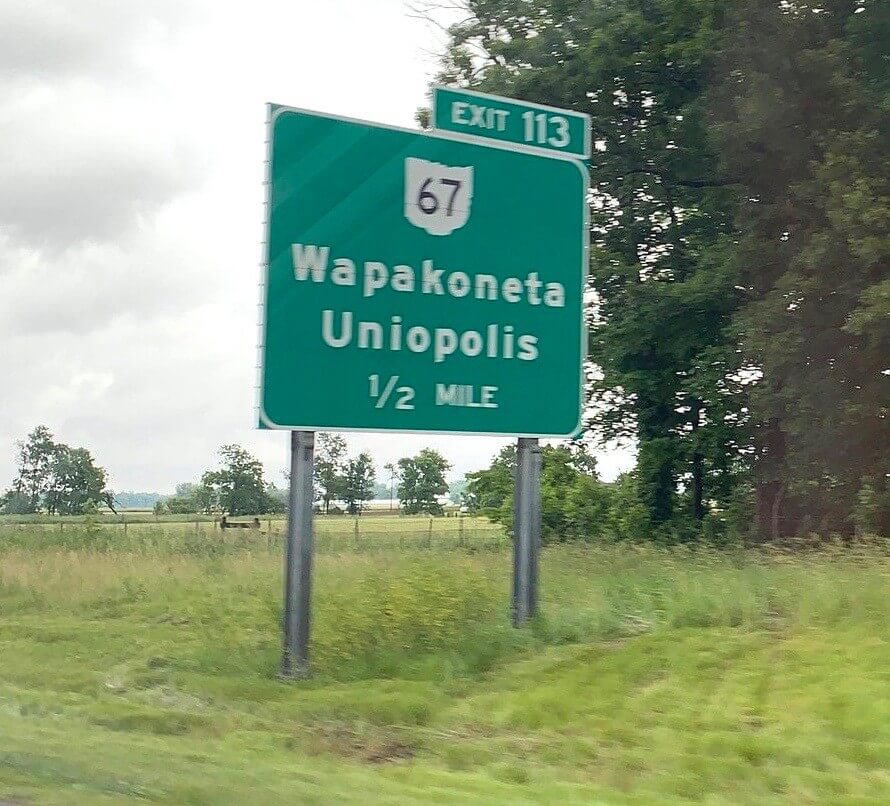 EXIT 113
67
Wapakoneta
Uniopolis
1/2 MILE